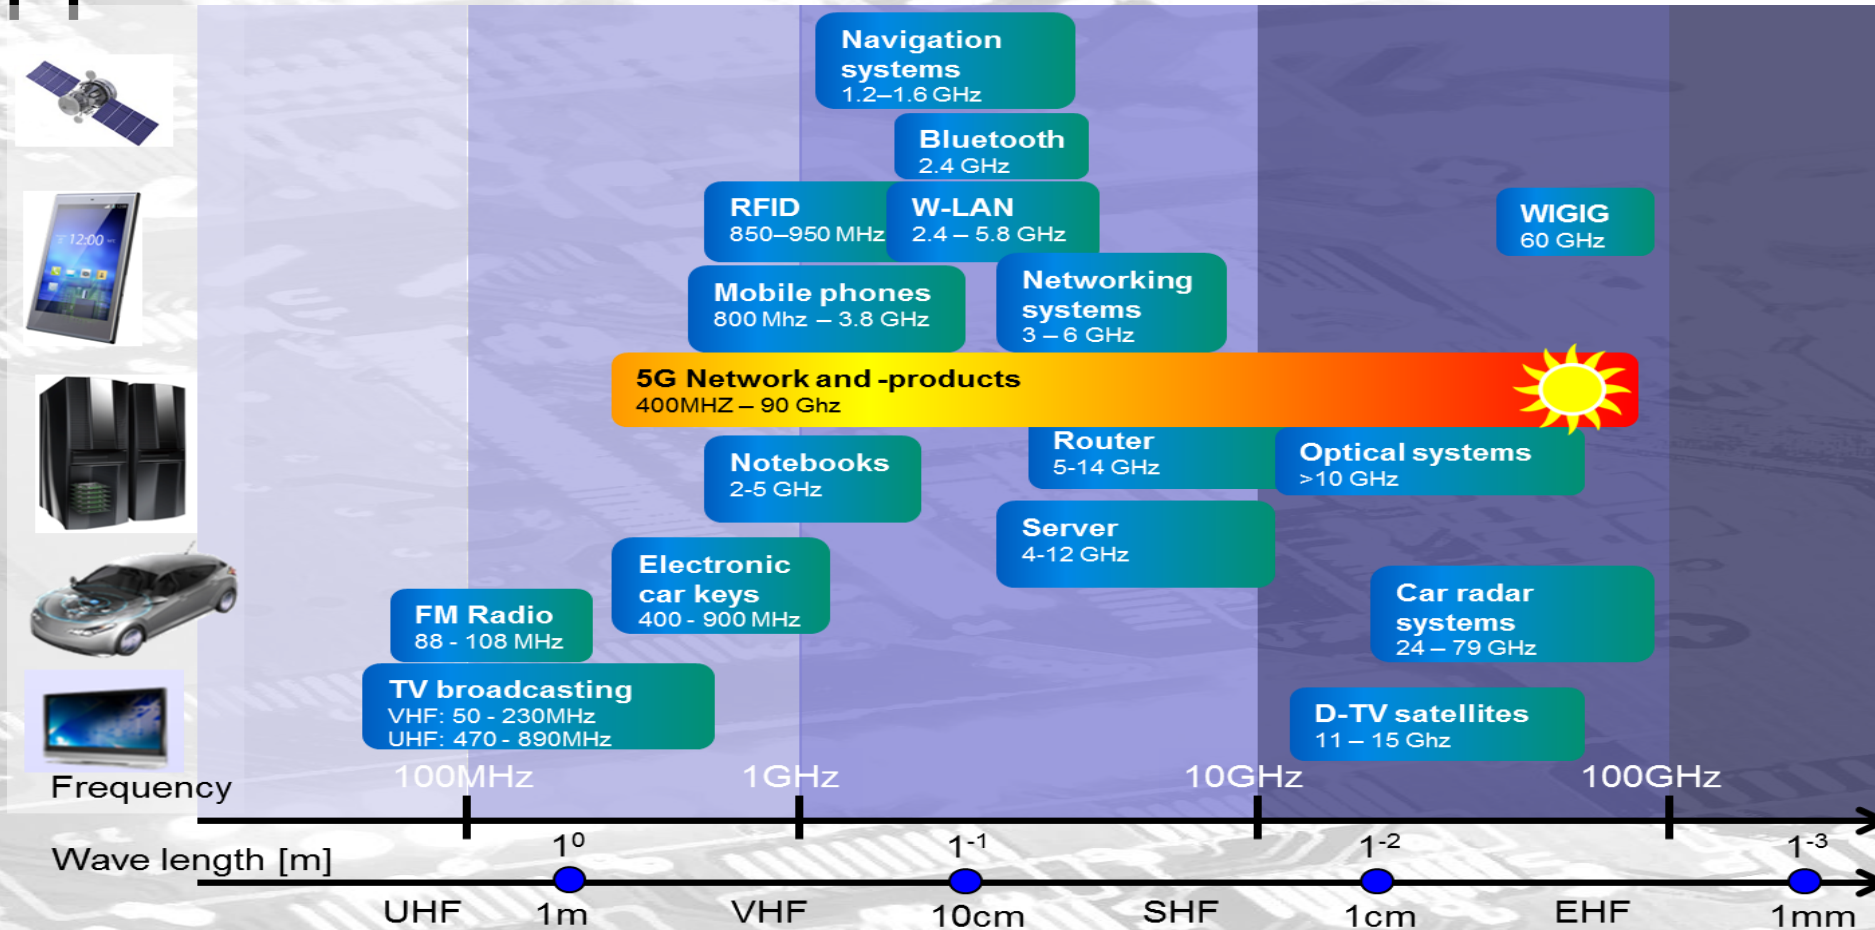 Navigation
systems
1.2–1.6 GHz
Bluetooth
2.4 GHz
RFID
850–950 MHz
W-LAN
2.4 – 5.8 GHz
WIGIG
60 GHz
Mobile phones
800 Mhz – 3.8 GHz
Networking
systems
3 – 6 GHz
5G Network and -products
400MHZ – 90 Ghz
Notebooks
2-5 GHz
Router
5-14 GHz
Optical systems
>10 GHz
Server
4-12 GHz
Electronic
car keys
400 - 900 MHz
FM Radio
88 - 108 MHz
Car radar
systems
24 – 79 GHz
TV broadcasting
VHF: 50 - 230MHz
UHF: 470 - 890MHz
D-TV satellites
11 – 15 Ghz
12:00
Frequency
100MHz
1GHz
10GHz
100GHz
Wave length [m]
1⁰
1⁻¹
1⁻²
1⁻³
UHF
1m
VHF
10cm
SHF
1cm
EHF
1mm